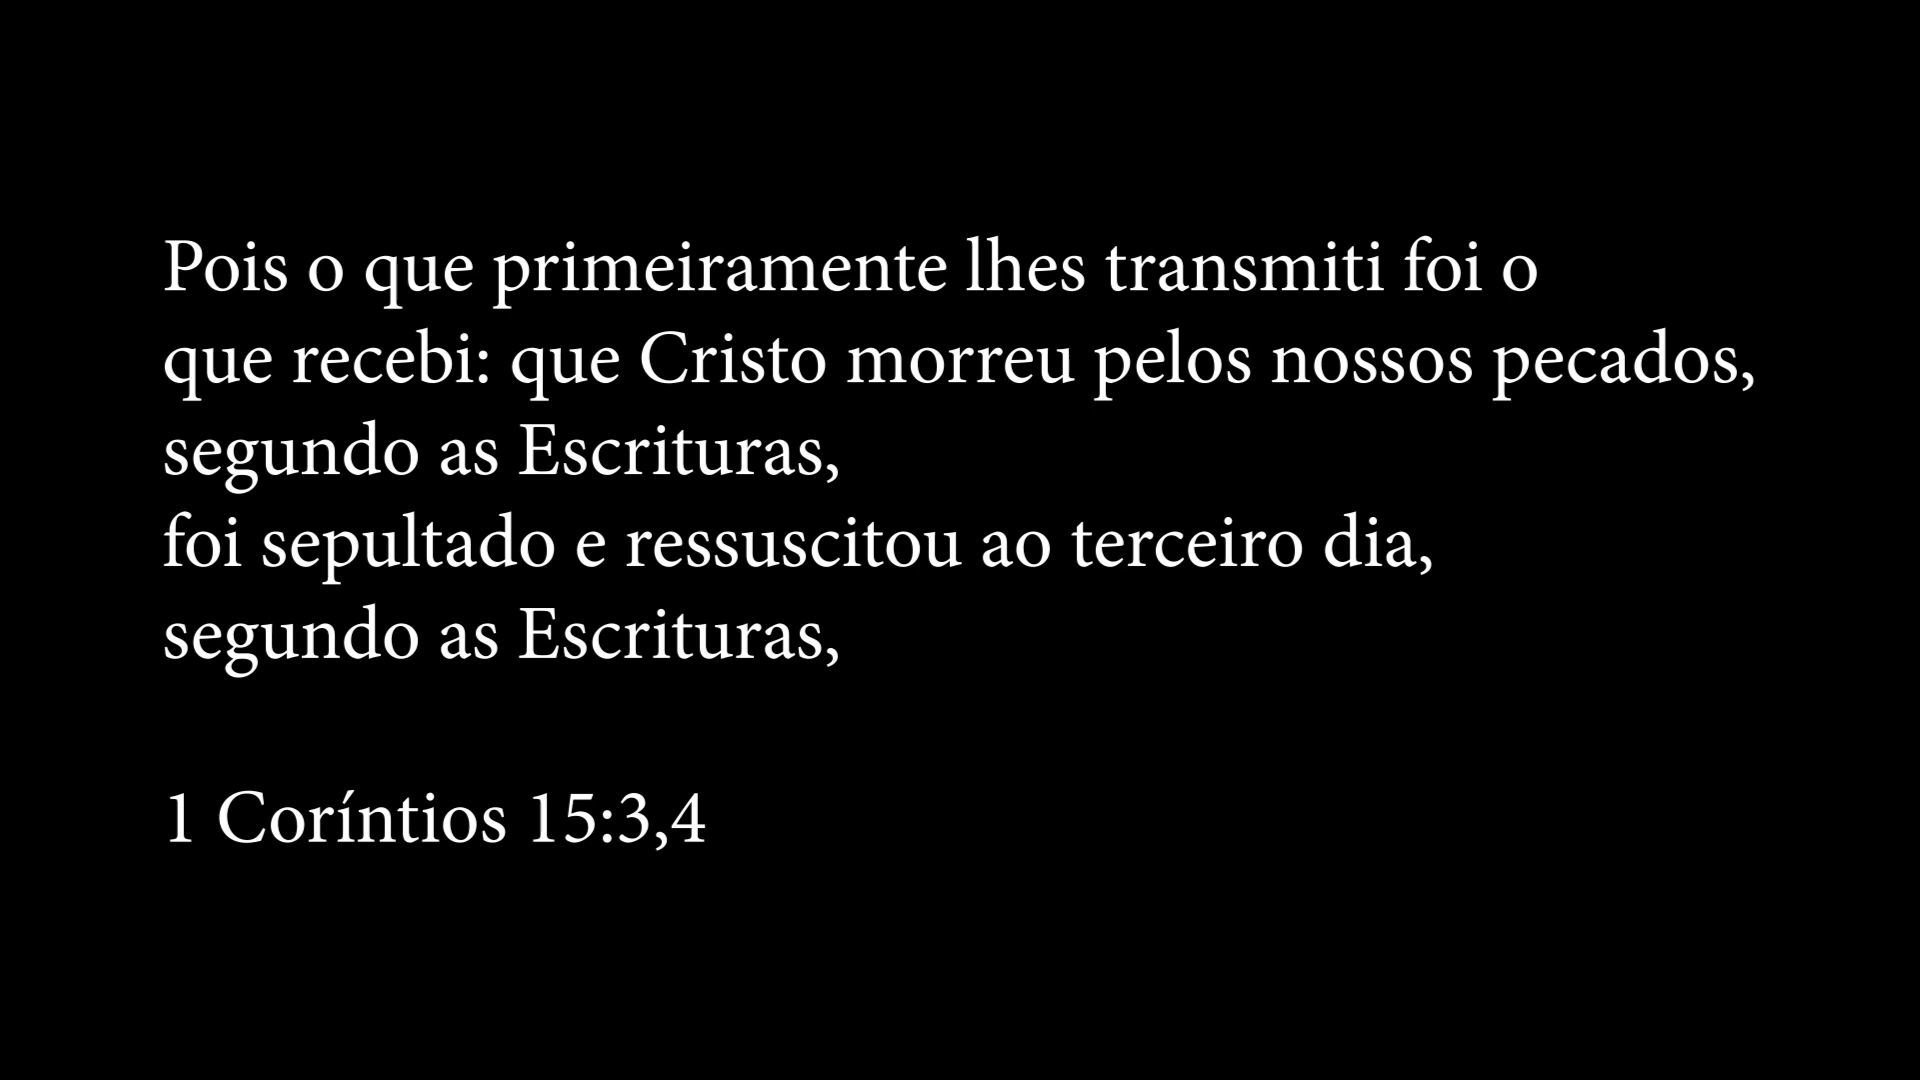 Pois o que primeiramente lhes transmiti foi o
que recebi: que Cristo morreu pelos nossos pecados,
segundo as Escrituras,
foi sepultado e ressuscitou ao terceiro dia,
segundo as Escrituras,
1 Coríntios 15:3,4